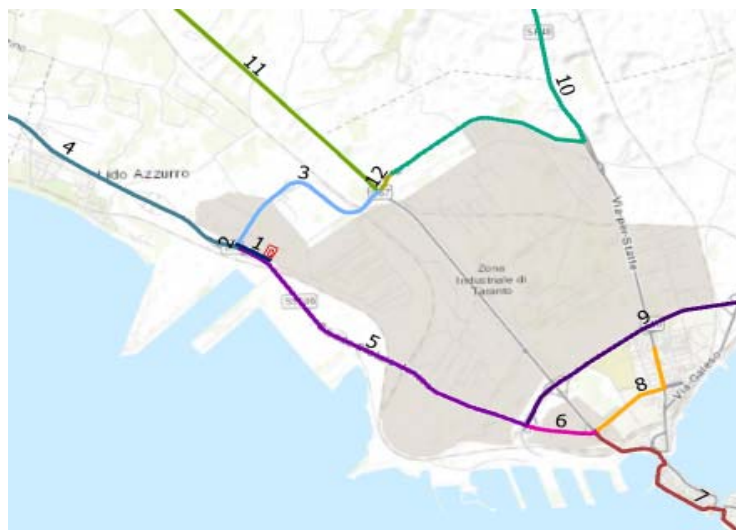 11
10
12
3
4
Lido Azzurro
2
1
Via per Statte
Zona
Industriale di
Taranto
9
5
8
Via Galeso
6
7